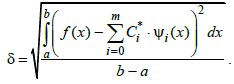 δ = √( ∫_a^b ( f(x) − ∑_{i=0}^{m} C_i^* · ψ_i(x) )^2 dx / (b − a) ) .